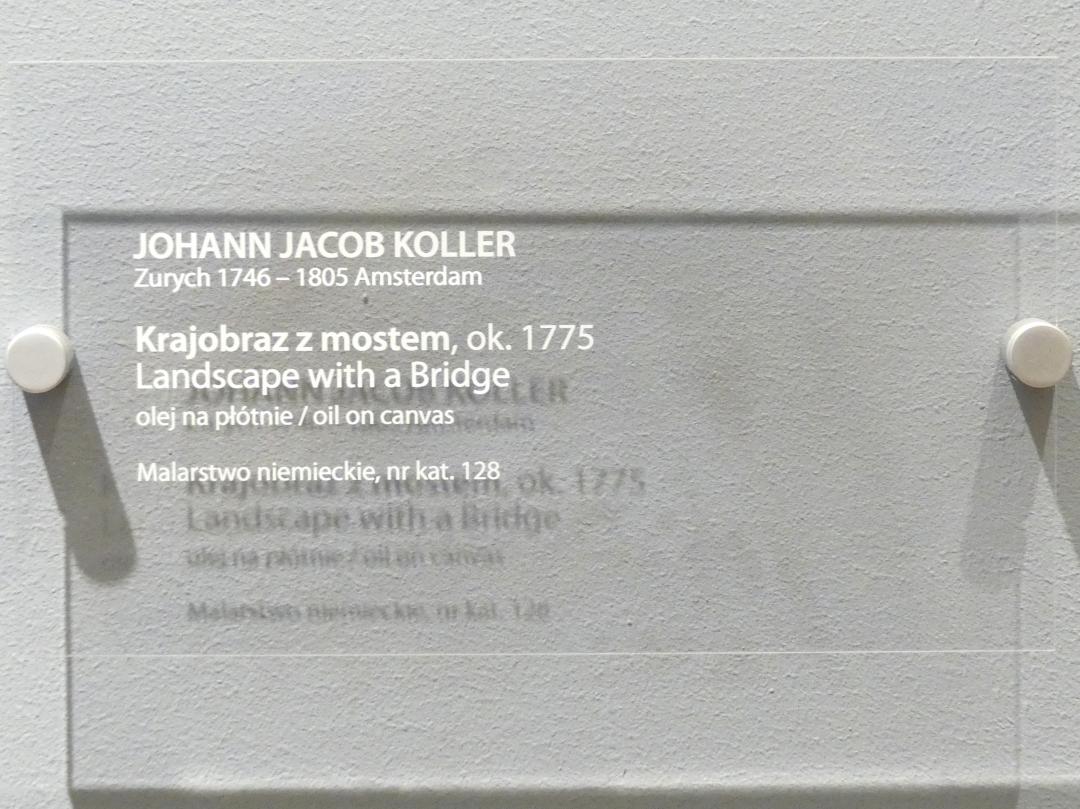 JOHANN JACOB KOLLER
Zurych 1746 – 1805 Amsterdam
Krajobraz z mostem, ok. 1775
Landscape with a Bridge
olej na płótnie / oil on canvas
Malarstwo niemieckie, nr kat. 128